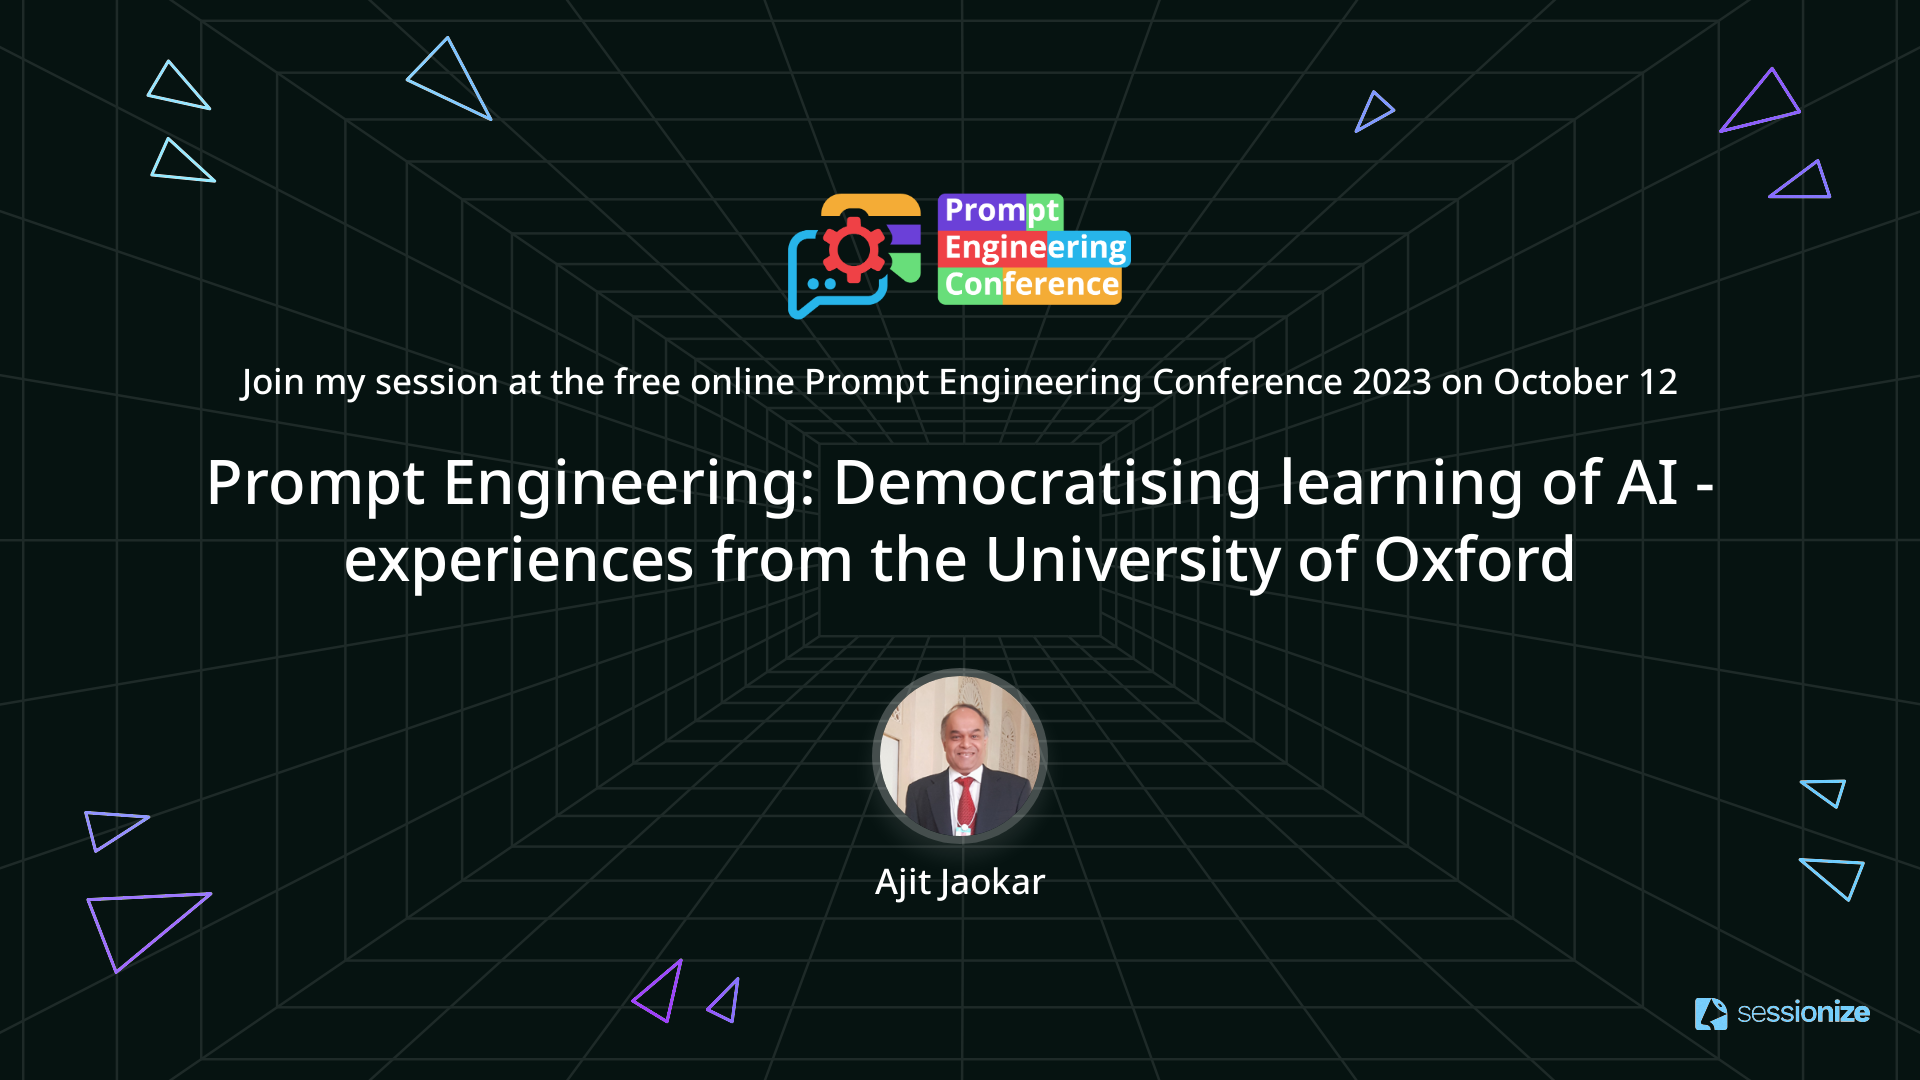 Prompt
Engineering
Conference
Join my session at the free online Prompt Engineering Conference 2023 on October 12
Prompt Engineering: Democratising learning of AI -
experiences from the University of Oxford
Ajit Jaokar
sessionize